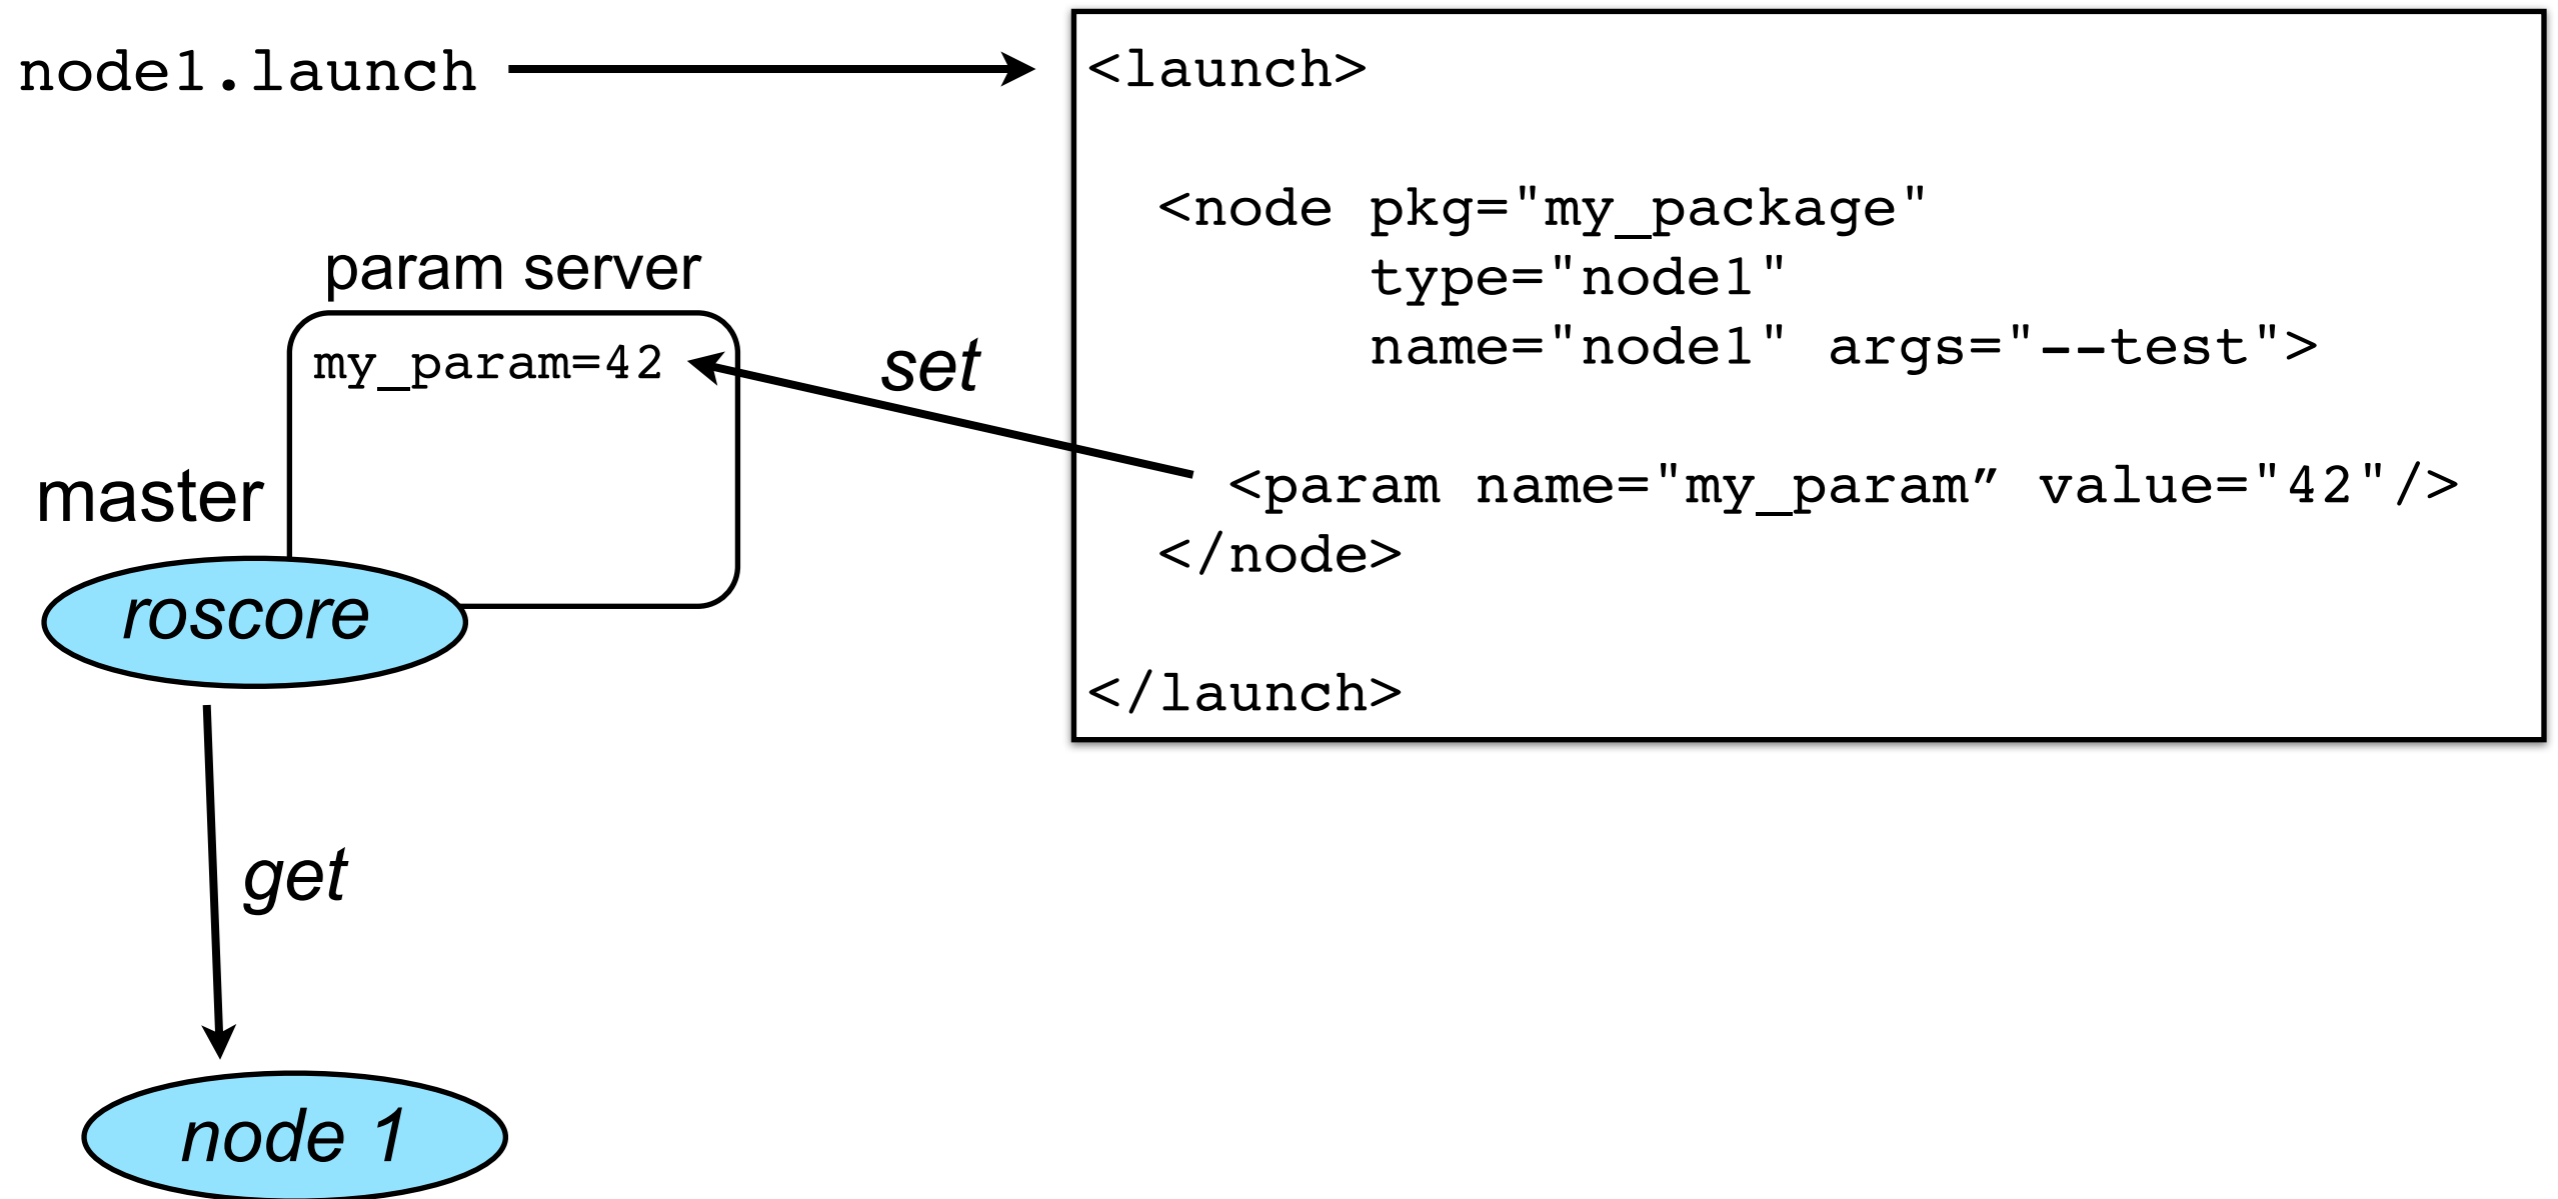 node1.launch
<launch>
<node pkg="my_package"
type="node1"
name="node1" args="--test">
<param name="my_param” value="42"/>
</node>
</launch>
param server
my_param=42
set
master
roscore
get
node 1